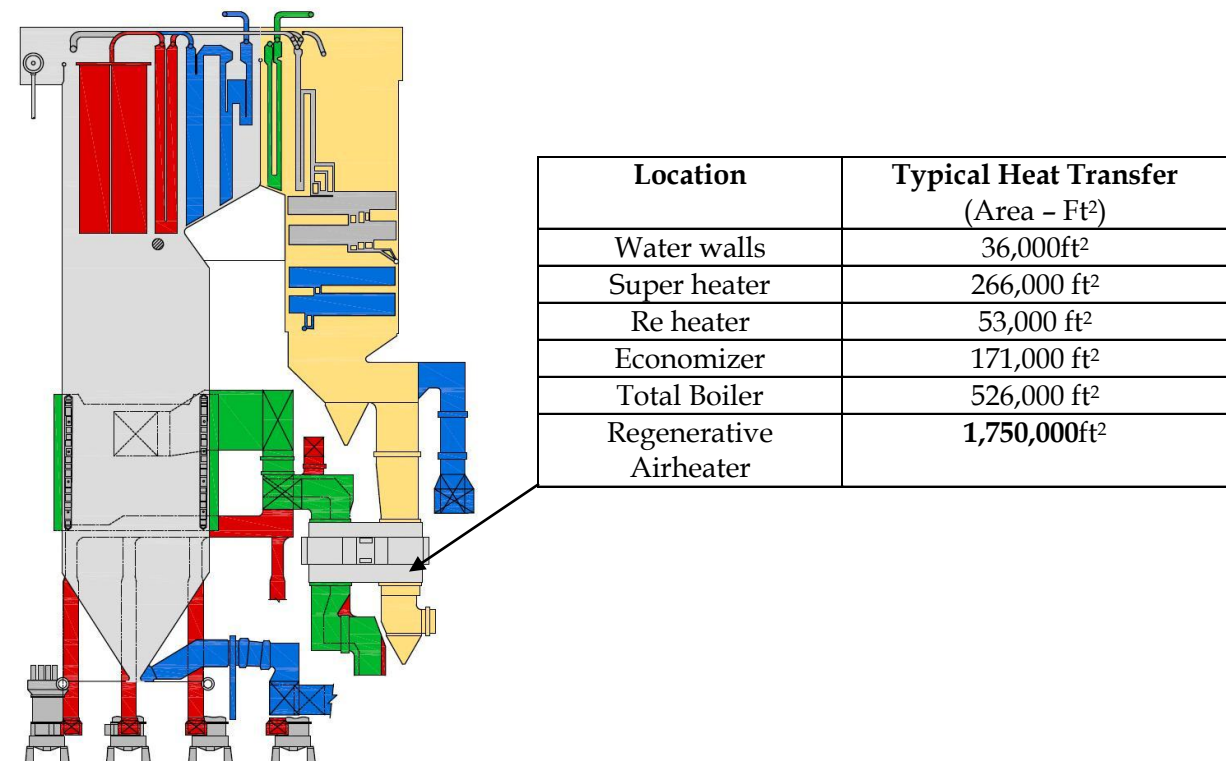 Location Typical Heat Transfer
(Area – Ft²)
Water walls 36,000ft²
Super heater 266,000 ft²
Re heater 53,000 ft²
Economizer 171,000 ft²
Total Boiler 526,000 ft²
Regenerative 1,750,000ft²
Airheater